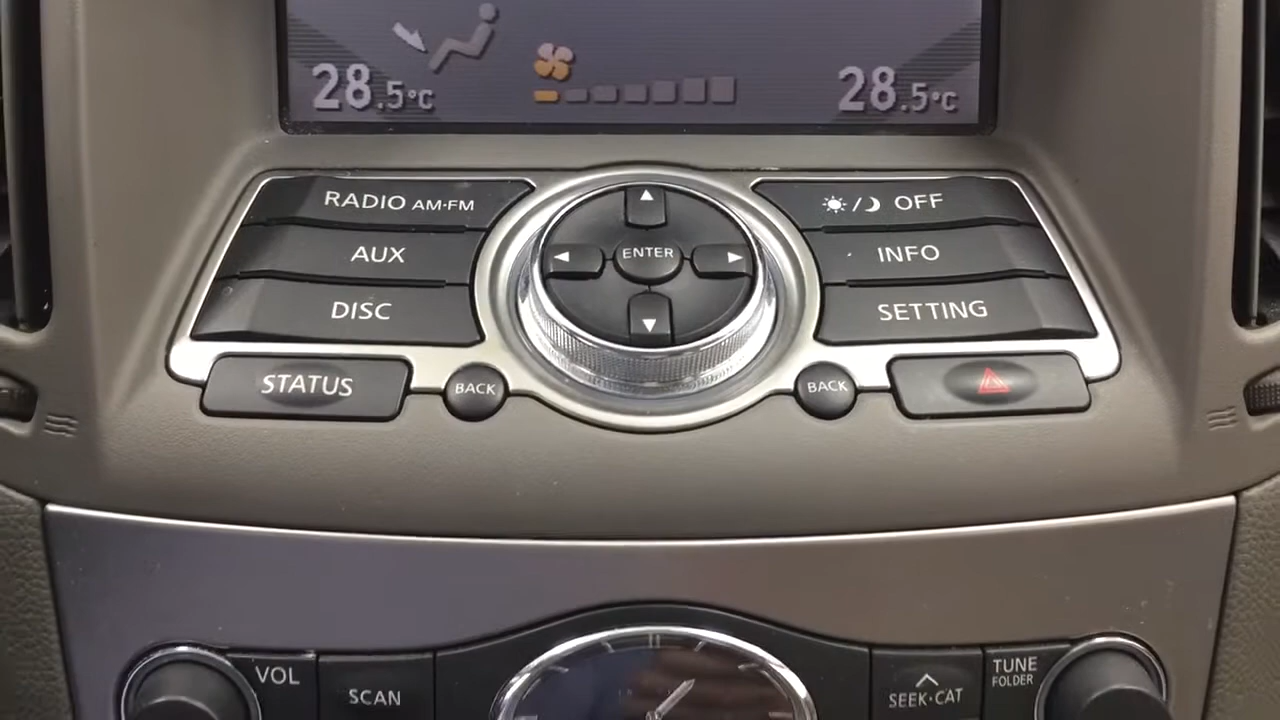 28.5°C
28.5°C
RADIO AM·FM
AUX
DISC
STATUS
BACK
ENTER
BACK
/ OFF
INFO
SETTING
VOL
SCAN
SEEK·CAT
TUNE
FOLDER